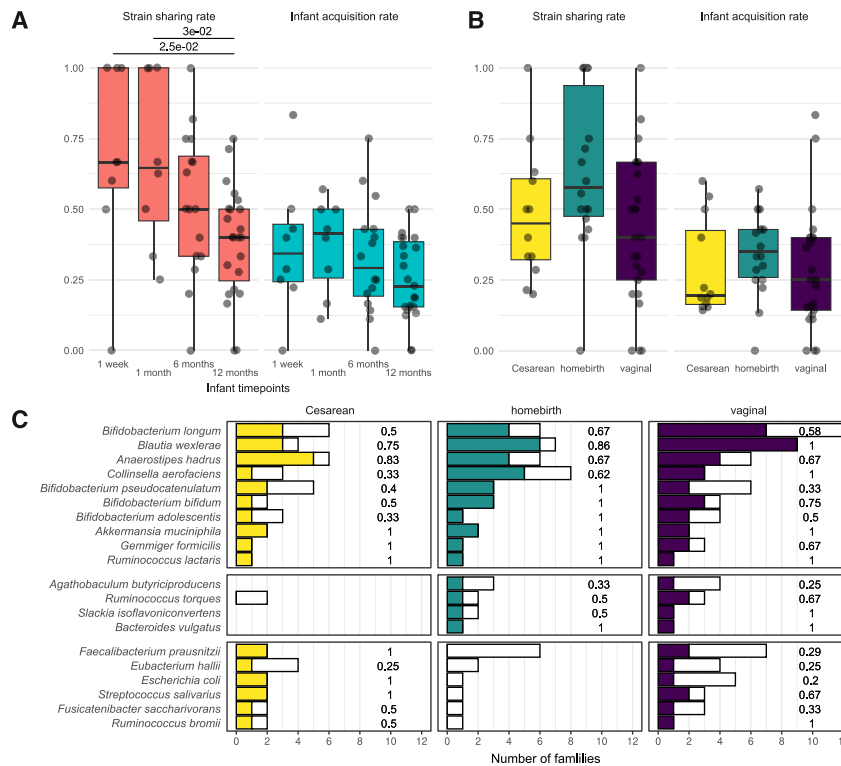 A
Strain sharing rate
Infant acquisition rate
3e-02
2.5e-02
1.00
0.75
0.50
0.25
0.00
1 week
1 month
6 months
12 months
1 week
1 month
6 months
12 months
Infant timepoints
B
Strain sharing rate
Infant acquisition rate
1.00
0.75
0.50
0.25
0.00
Cesarean
homebirth
vaginal
Cesarean
homebirth
vaginal
C
Cesarean
homebirth
vaginal
Bifidobacterium longum 0.5 0.67 0.58
Blautia wexlerae 0.75 0.86 1
Anaerostipes hadrus 0.83 0.67 0.67
Collinsella aerofaciens 0.33 0.62 1
Bifidobacterium pseudocatenulatum 0.4 1 0.33
Bifidobacterium bifidum 0.5 1 0.75
Bifidobacterium adolescentis 0.33 1 0.5
Akkermansia muciniphila 1 1 1
Gemmiger formicilis 1 1 0.67
Ruminococcus lactaris 1 1 1
Agathobaculum butyriciproducens 0.33 0.25
Ruminococcus torques 0.5 0.67
Slackia isoflavoniconvertens 0.5 1
Bacteroides vulgatus 1 1
Faecalibacterium prausnitzii 1 0.29
Eubacterium hallii 0.25 0.25
Escherichia coli 1 0.2
Streptococcus salivarius 1 0.67
Fusicatenibacter saccharivorans 0.5 0.33
Ruminococcus bromii 0.5 1
0 2 4 6 8 10 12
0 2 4 6 8 10 12
0 2 4 6 8 10 12
Number of famlilies